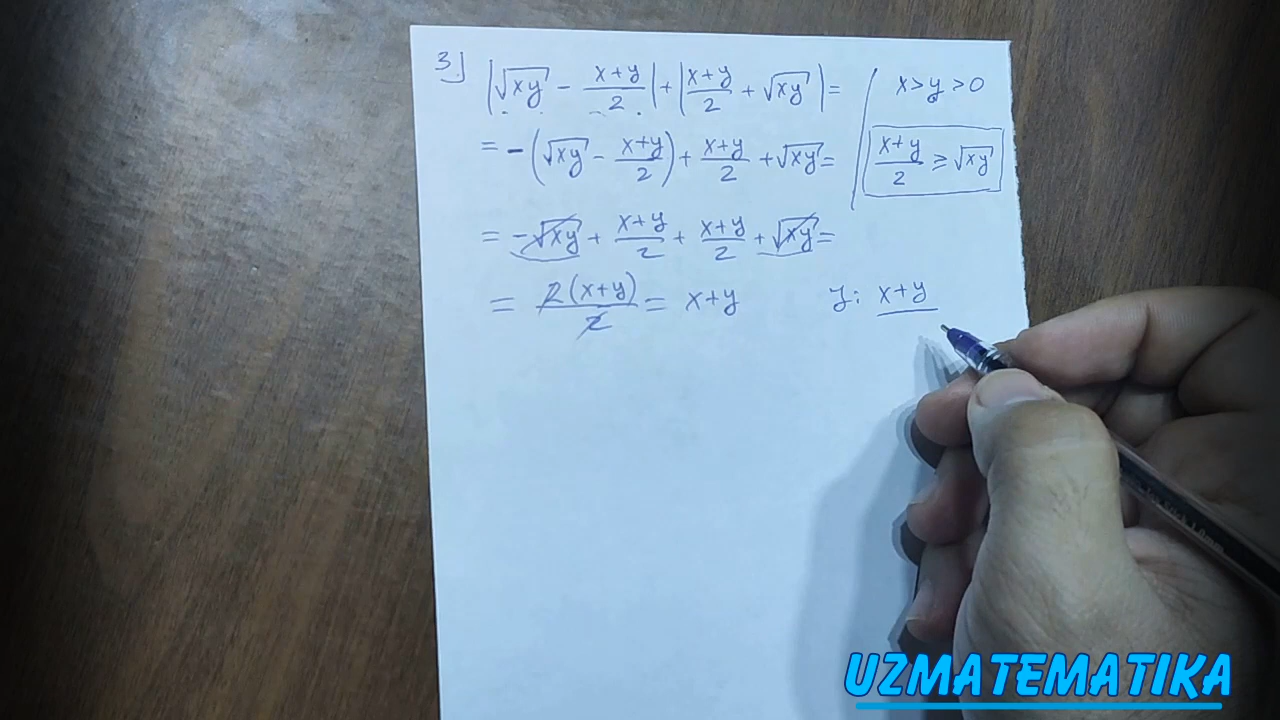 3.) |√xy - (x+y)/2| + |(x+y)/2 + √xy| = x>y>0
= -(√xy - (x+y)/2) + (x+y)/2 + √xy = (x+y)/2 ≥ √xy
= -√xy + (x+y)/2 + (x+y)/2 + √xy =
= 2(x+y)/2 = x+y J: x+y
UZMATEMATIKA